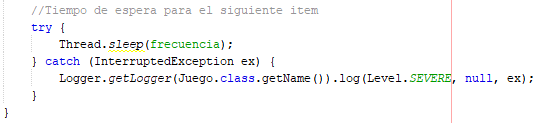 //Tiempo de espera para el siguiente item
try {
Thread.sleep(frecuencia);
} catch (InterruptedException ex) {
Logger.getLogger(Juego.class.getName()).log(Level.SEVERE, null, ex);
}
}